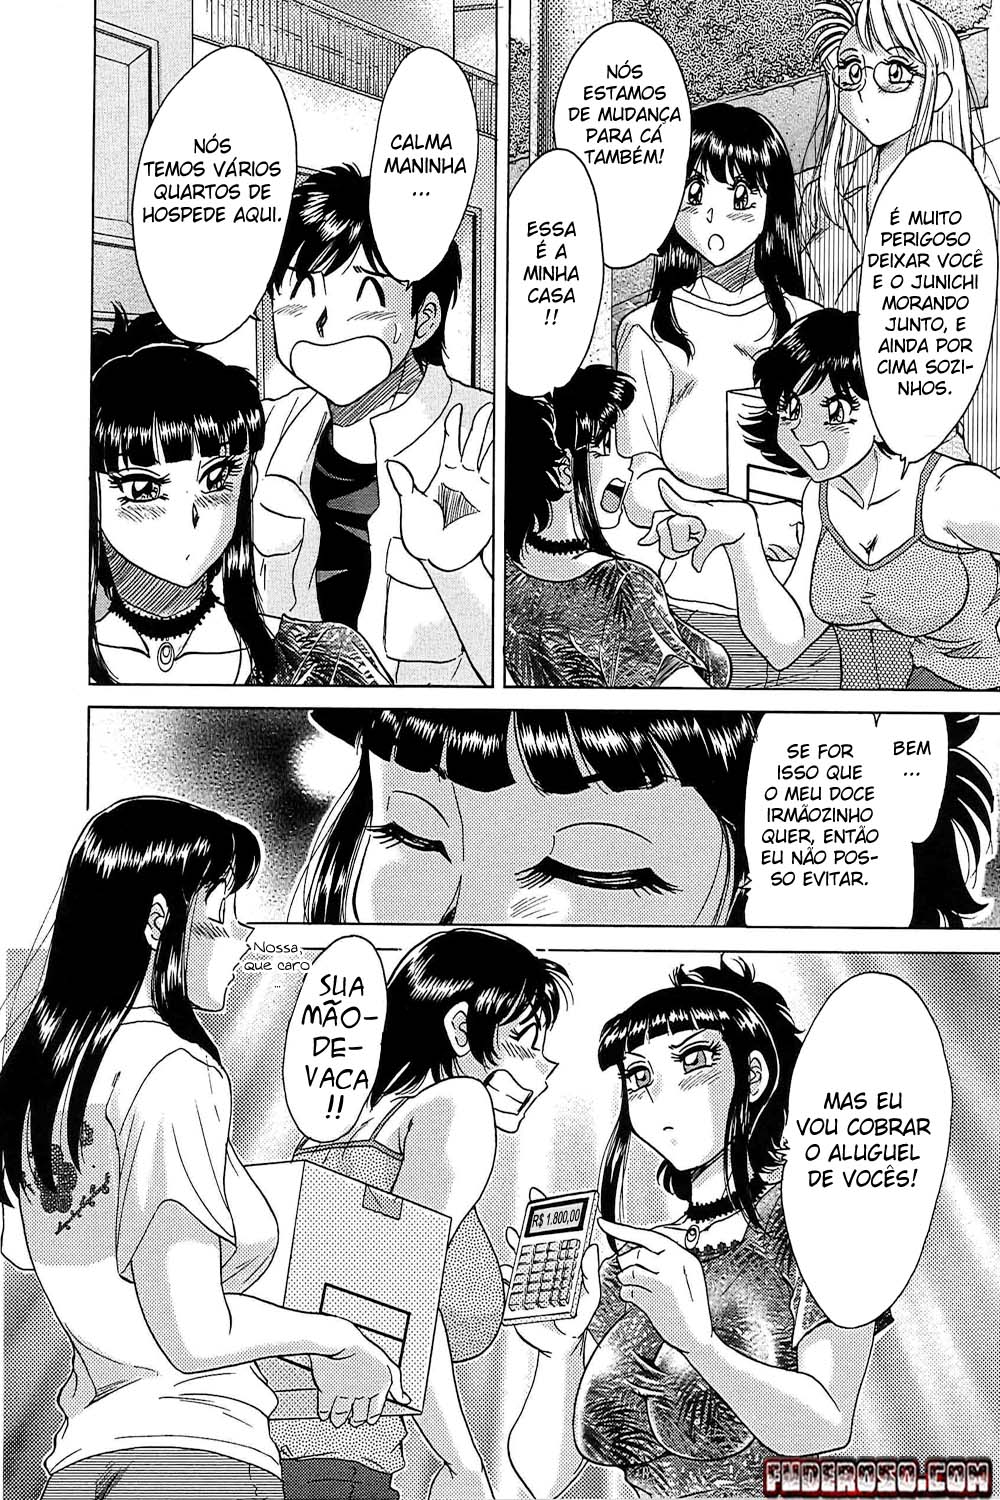 NÓS
ESTAMOS
DE MUDANÇA
PARA CÁ
TAMBÉM!
É MUITO
PERIGOSO
DEIXAR VOCÊ
E O JUNICHI
MORANDO
JUNTO, E
AINDA POR
CIMA SOZI-
NHOS.
ESSA
É A
MINHA
CASA
!!
CALMA
MANINHA
...
NÓS
TEMOS VÁRIOS
QUARTOS DE
HOSPEDE AQUI.
BEM
...
SE FOR
ISSO QUE
O MEU DOCE
IRMÃOZINHO
QUER, ENTÃO
EU NÃO POS-
SO EVITAR.
MAS EU
VOU COBRAR
O ALUGUEL
DE VOCÊS!
R$ 1.800,00
SUA
MÃO-
DE-
VACA
!!
Nossa,
que caro
...
FUDEROSO.COM